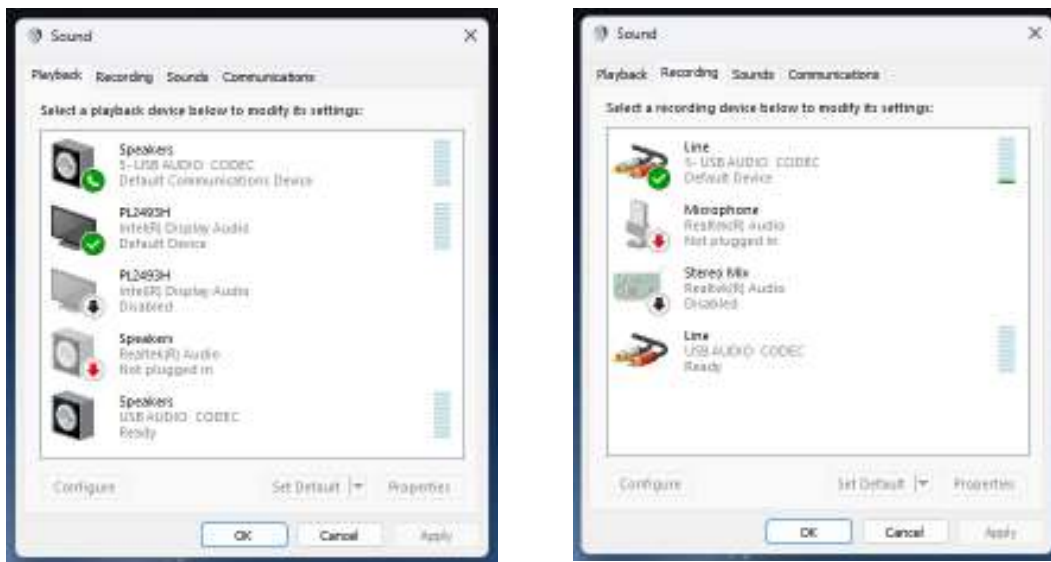 Sound
Playback Recording Sounds Communications
Select a playback device below to modify its settings:
Speakers
5- USB AUDIO CODEC
Default Communications Device
PL2493H
Intel(R) Display Audio
Default Device
PL2493H
Intel(R) Display Audio
Disabled
Speakers
Realtek(R) Audio
Not plugged in
Speakers
USB AUDIO CODEC
Ready
Configure Set Default Properties
OK Cancel Apply
Sound
Playback Recording Sounds Communications
Select a recording device below to modify its settings:
Line
5- USB AUDIO CODEC
Default Device
Microphone
Realtek(R) Audio
Not plugged in
Stereo Mix
Realtek(R) Audio
Disabled
Line
USB AUDIO CODEC
Ready
Configure Set Default Properties
OK Cancel Apply